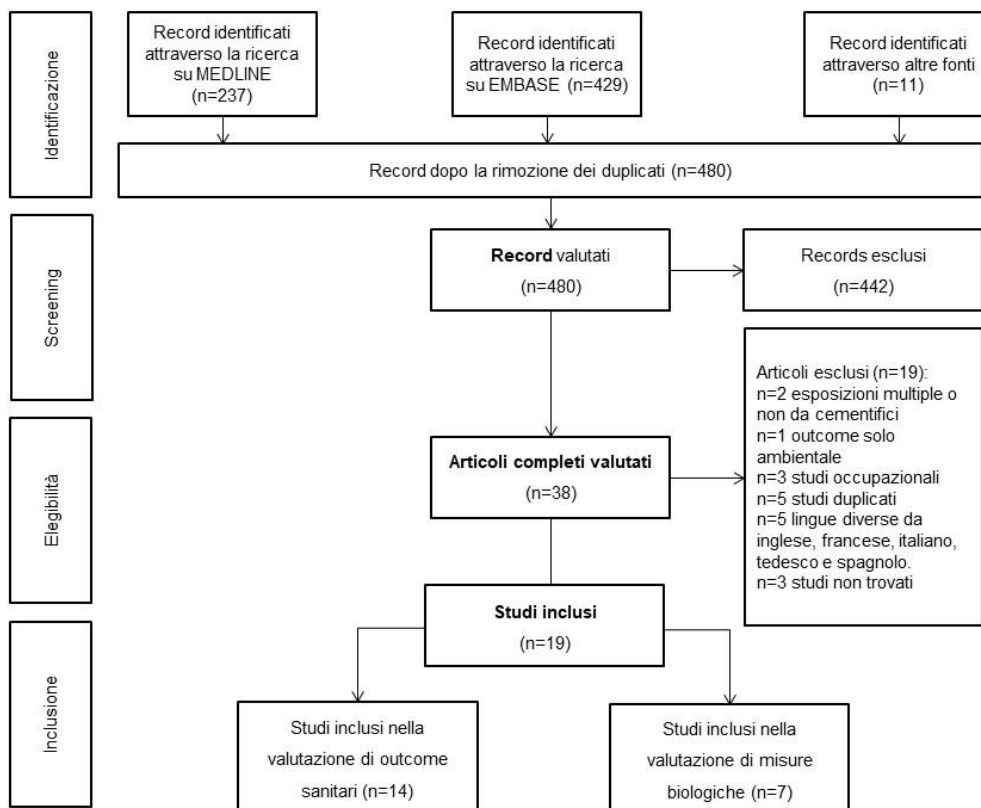 Identificazione
Record identificati
attraverso la ricerca
su MEDLINE
(n=237)
Record identificati
attraverso la ricerca
su EMBASE (n=429)
Record identificati
attraverso altre fonti
(n=11)
Record dopo la rimozione dei duplicati (n=480)
Screening
Record valutati
(n=480)
Records esclusi
(n=442)
Elegibilità
Articoli completi valutati
(n=38)
Articoli esclusi (n=19):
n=2 esposizioni multiple o
non da cementifici
n=1 outcome solo
ambientale
n=3 studi occupazionali
n=5 studi duplicati
n=5 lingue diverse da
inglese, francese, italiano,
tedesco e spagnolo.
n=3 studi non trovati
Inclusione
Studi inclusi
(n=19)
Studi inclusi nella
valutazione di outcome
sanitari (n=14)
Studi inclusi nella
valutazione di misure
biologiche (n=7)